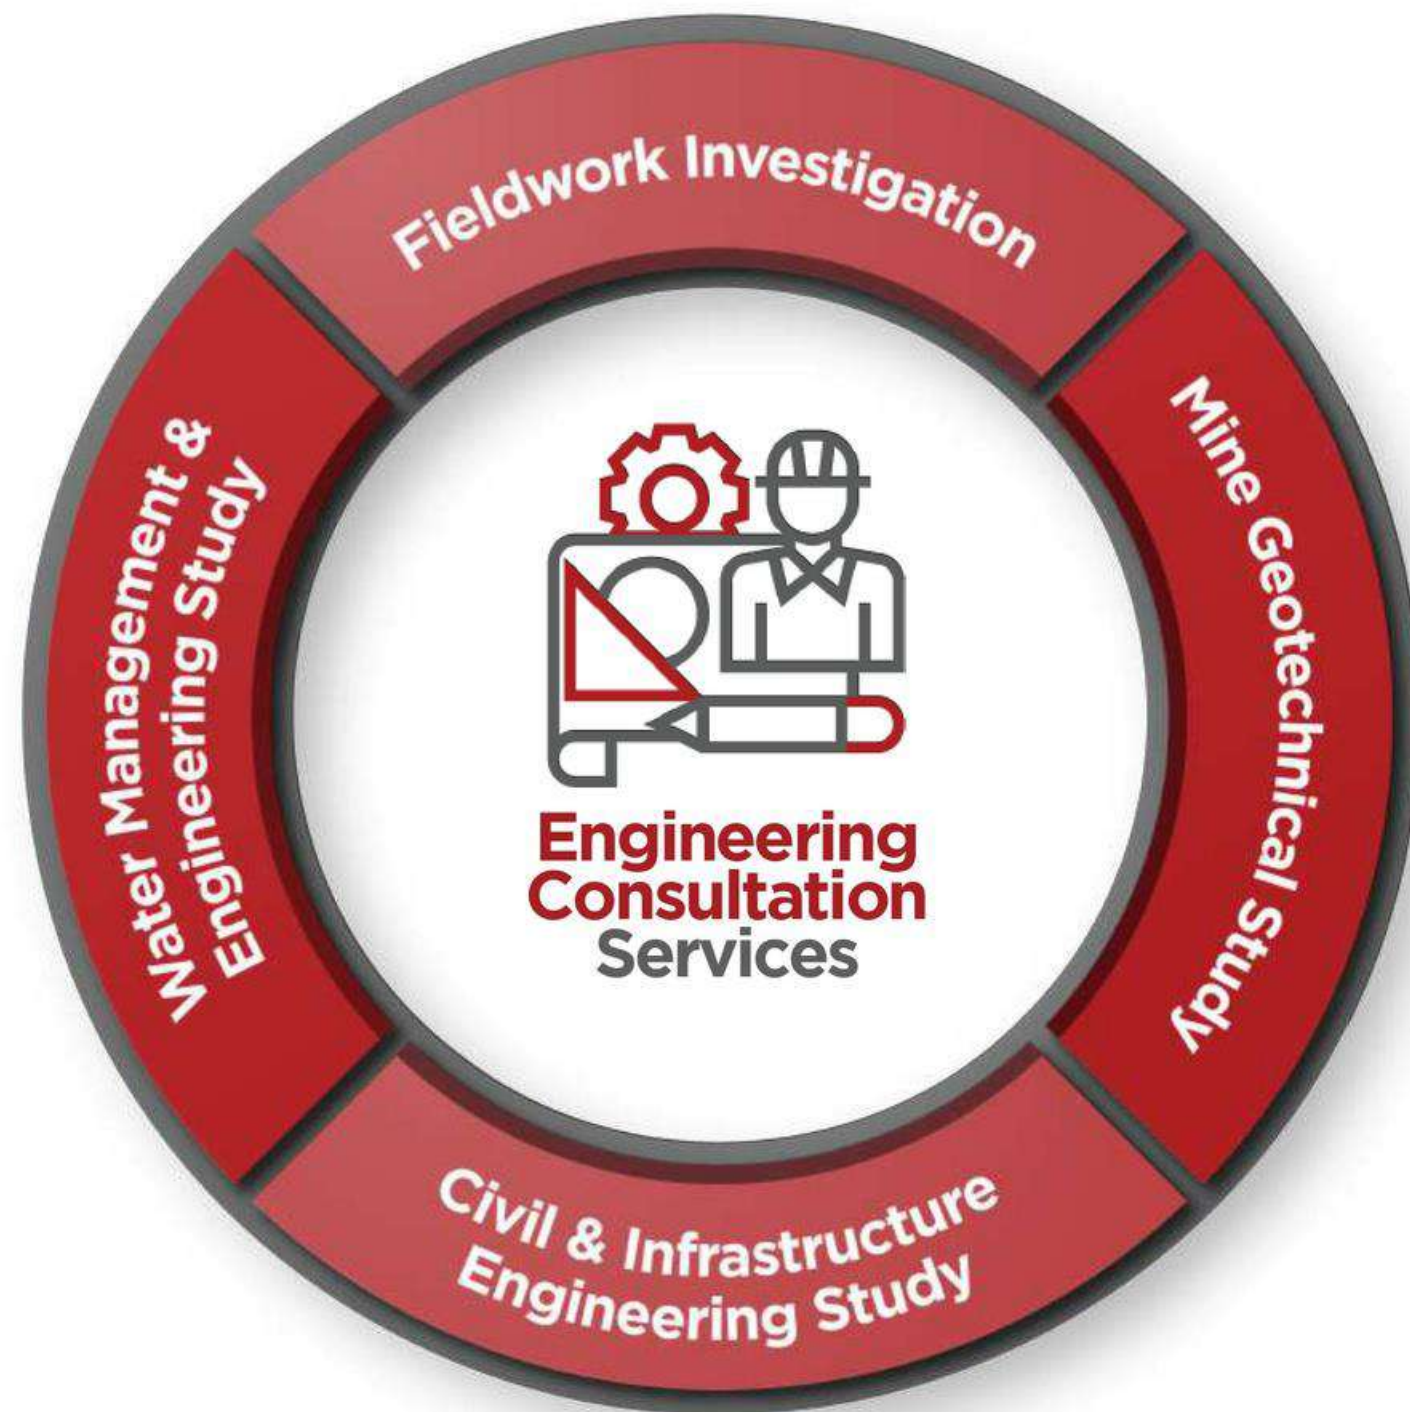 Fieldwork Investigation
Mine Geotechnical Study
Civil & Infrastructure
Engineering Study
Water Management &
Engineering Study
Engineering
Consultation
Services